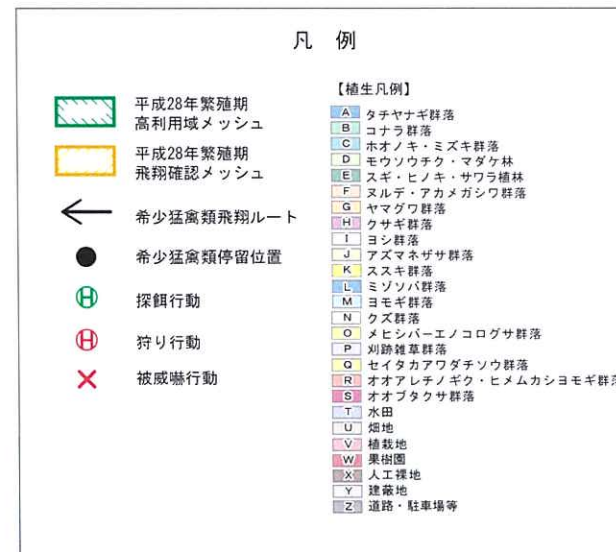 凡 例
平成28年繁殖期
高利用域メッシュ
平成28年繁殖期
飛翔確認メッシュ
希少猛禽類飛翔ルート
希少猛禽類停留位置
H 探餌行動
H 狩り行動
被威嚇行動
【植生凡例】
A タチヤナギ群落
B コナラ群落
C ホオノキ・ミズキ群落
D モウソウチク・マダケ林
E スギ・ヒノキ・サワラ植林
F ヌルデ・アカメガシワ群落
G ヤマグワ群落
H クサギ群落
I ヨシ群落
J アズマネザサ群落
K ススキ群落
L ミゾソバ群落
M ヨモギ群落
N クズ群落
O メヒシバーエノコログサ群落
P 刈跡雑草群落
Q セイタカアワダチソウ群落
R オオアレチノギク・ヒメムカシヨモギ群落
S オオブタクサ群落
T 水田
U 畑地
V 植栽地
W 果樹園
X 人工裸地
Y 建蔽地
Z 道路・駐車場等